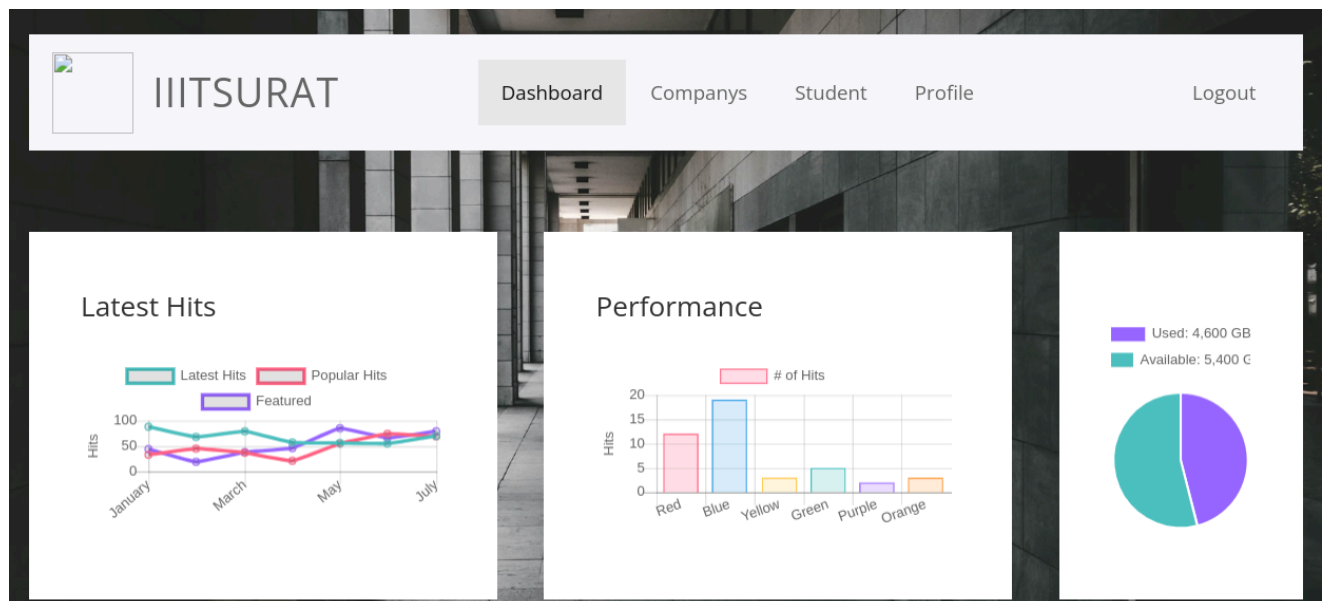 IIITSURAT
Dashboard
Companys
Student
Profile
Logout
Latest Hits
Latest Hits
Popular Hits
Featured
Hits
100
50
0
January
March
May
July
Performance
# of Hits
Hits
20
15
10
5
0
Red
Blue
Yellow
Green
Purple
Orange
Used: 4,600 GB
Available: 5,400 G